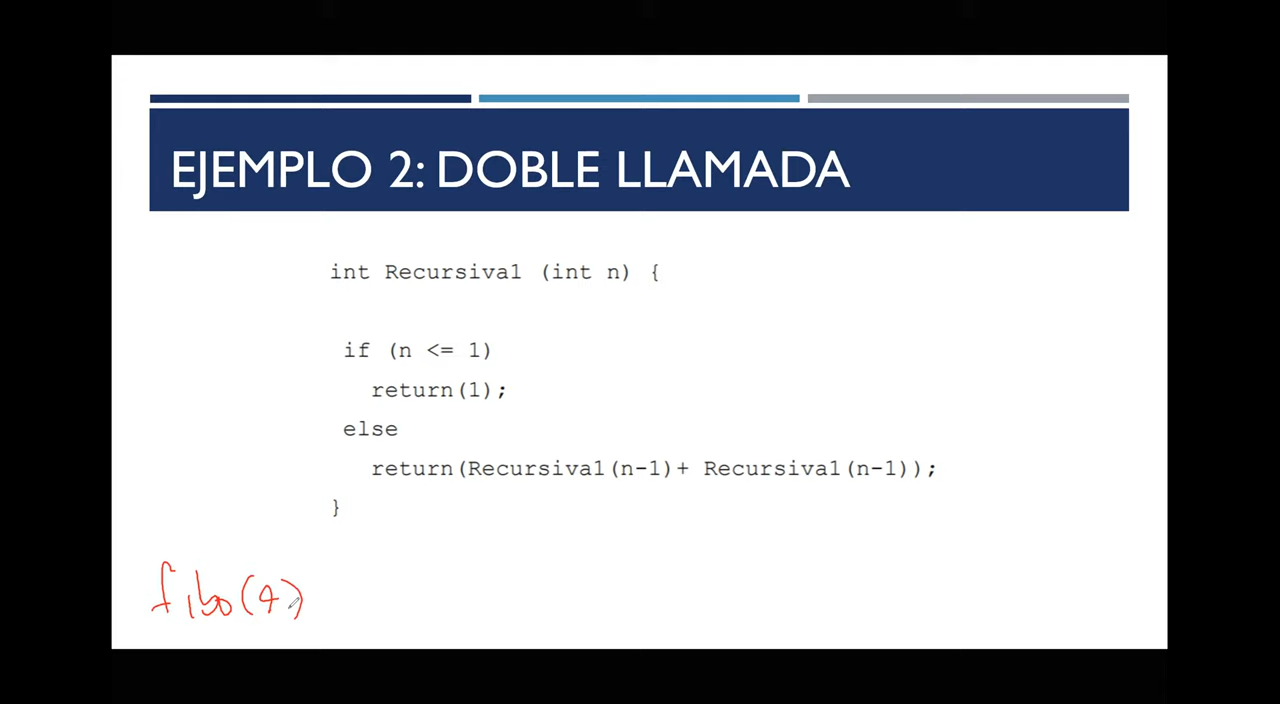 EJEMPLO 2: DOBLE LLAMADA
int Recursiva1 (int n) {
if (n <= 1)
return(1);
else
return(Recursiva1(n-1)+ Recursiva1(n-1));
}
fibo(4)